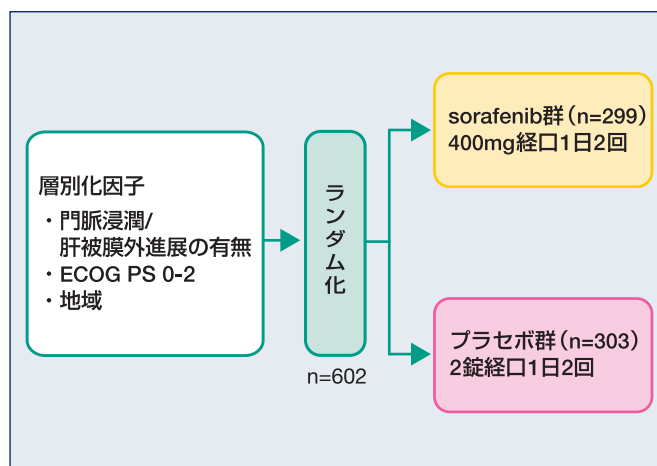 層別化因子
・門脈浸潤/
肝被膜外進展の有無
・ECOG PS 0-2
・地域
ランダム化
n=602
sorafenib群（n=299）
400mg経口1日2回
プラセボ群（n=303）
2錠経口1日2回